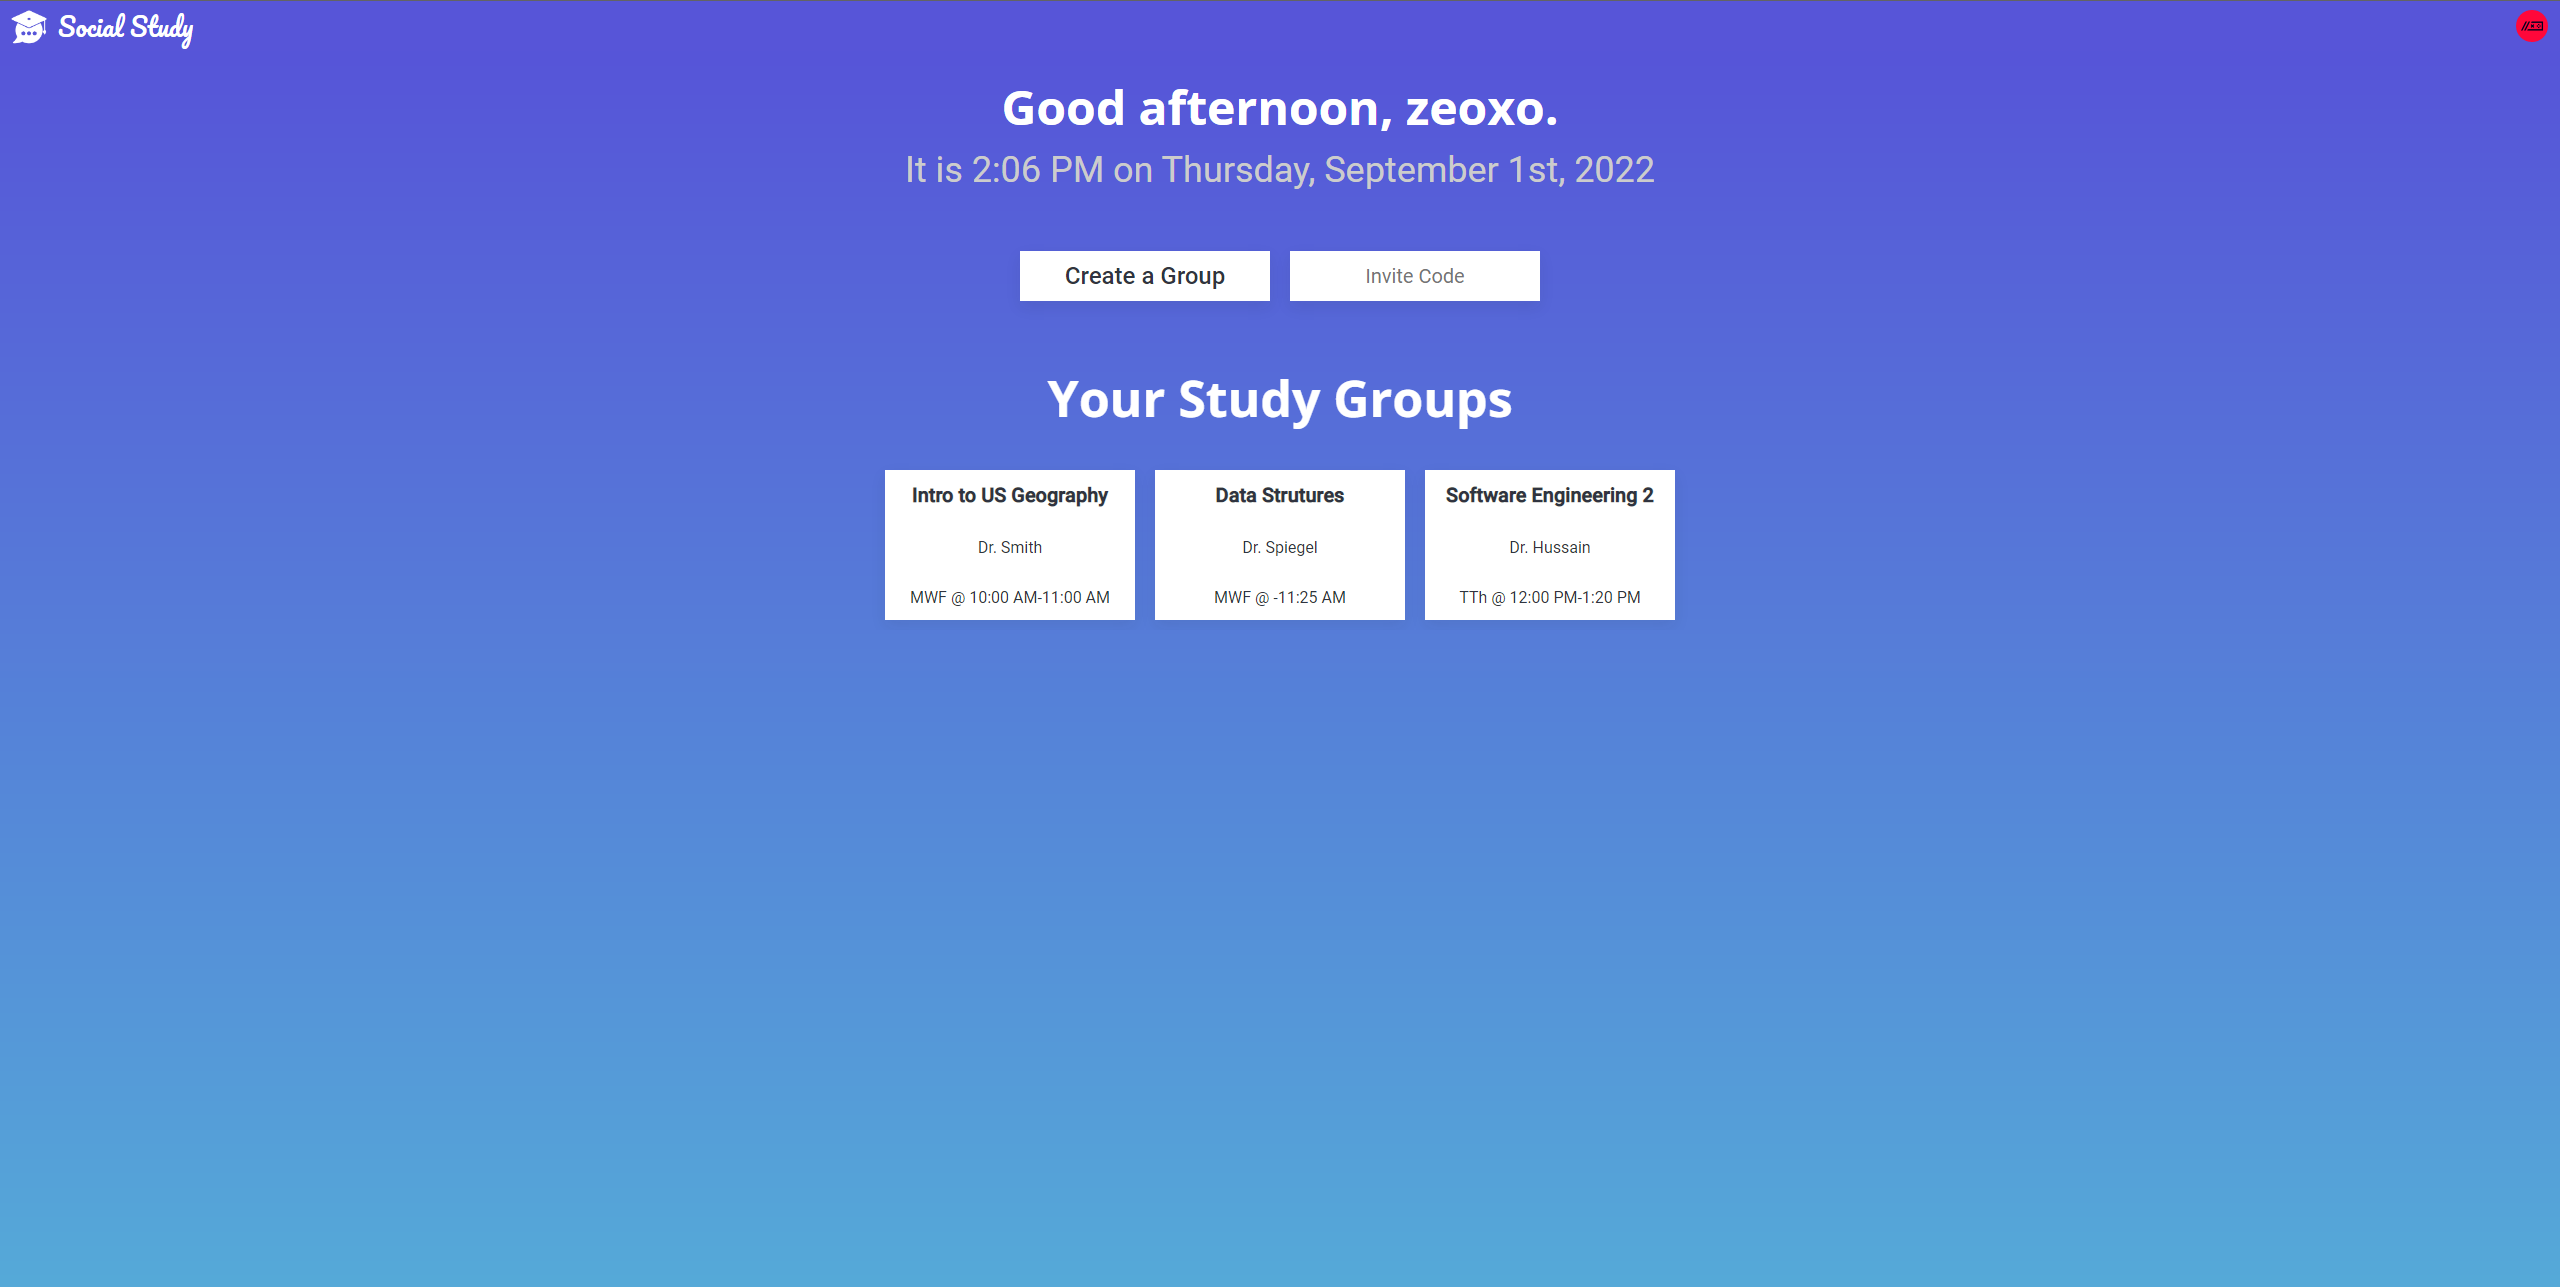 Social Study
Good afternoon, zeoxo.
It is 2:06 PM on Thursday, September 1st, 2022
Create a Group
Invite Code
Your Study Groups
Intro to US Geography
Dr. Smith
MWF @ 10:00 AM-11:00 AM
Data Strutures
Dr. Spiegel
MWF @ -11:25 AM
Software Engineering 2
Dr. Hussain
TTh @ 12:00 PM-1:20 PM